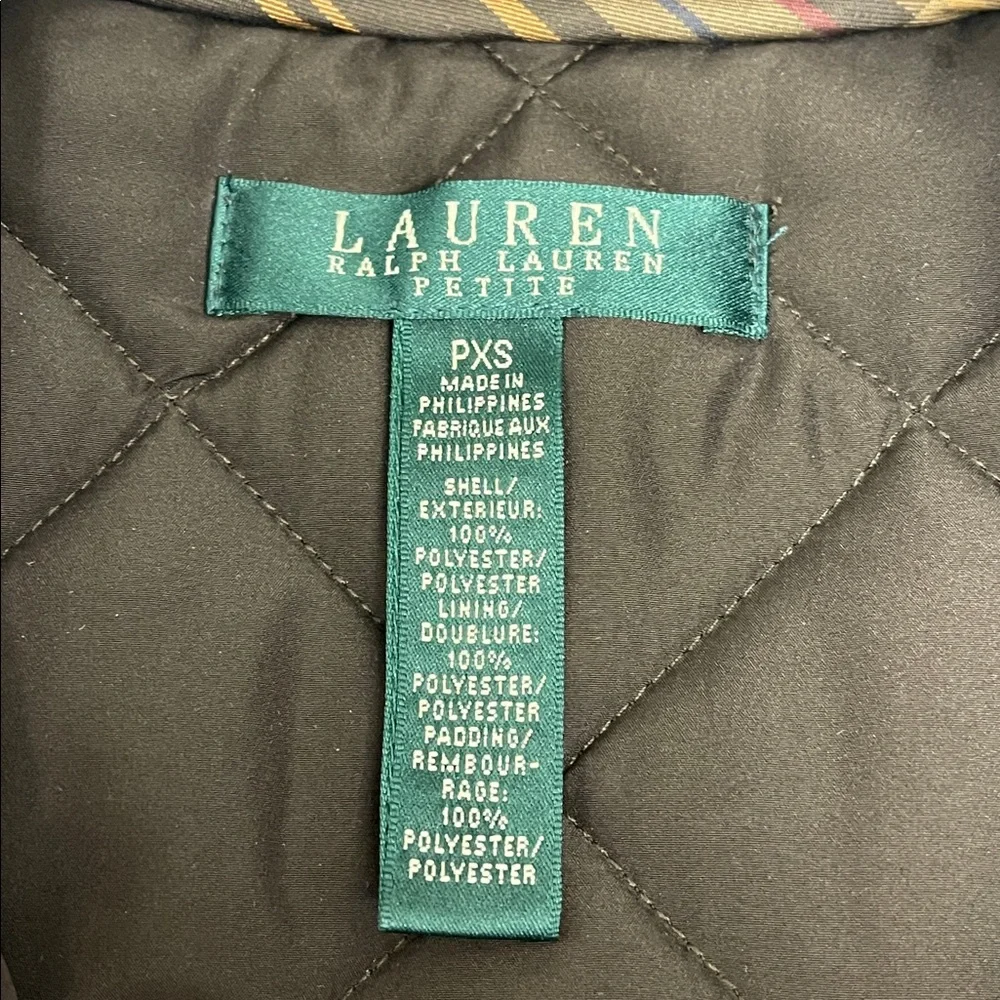 LAUREN
RALPH LAUREN
PETITE
PXS
MADE IN
PHILIPPINES
FABRIQUE AUX
PHILIPPINES
SHELL/
EXTERIEUR:
100%
POLYESTER/
POLYESTER
LINING/
DOUBLURE:
100%
POLYESTER/
POLYESTER
PADDING/
REMBOUR-
RAGE:
100%
POLYESTER/
POLYESTER